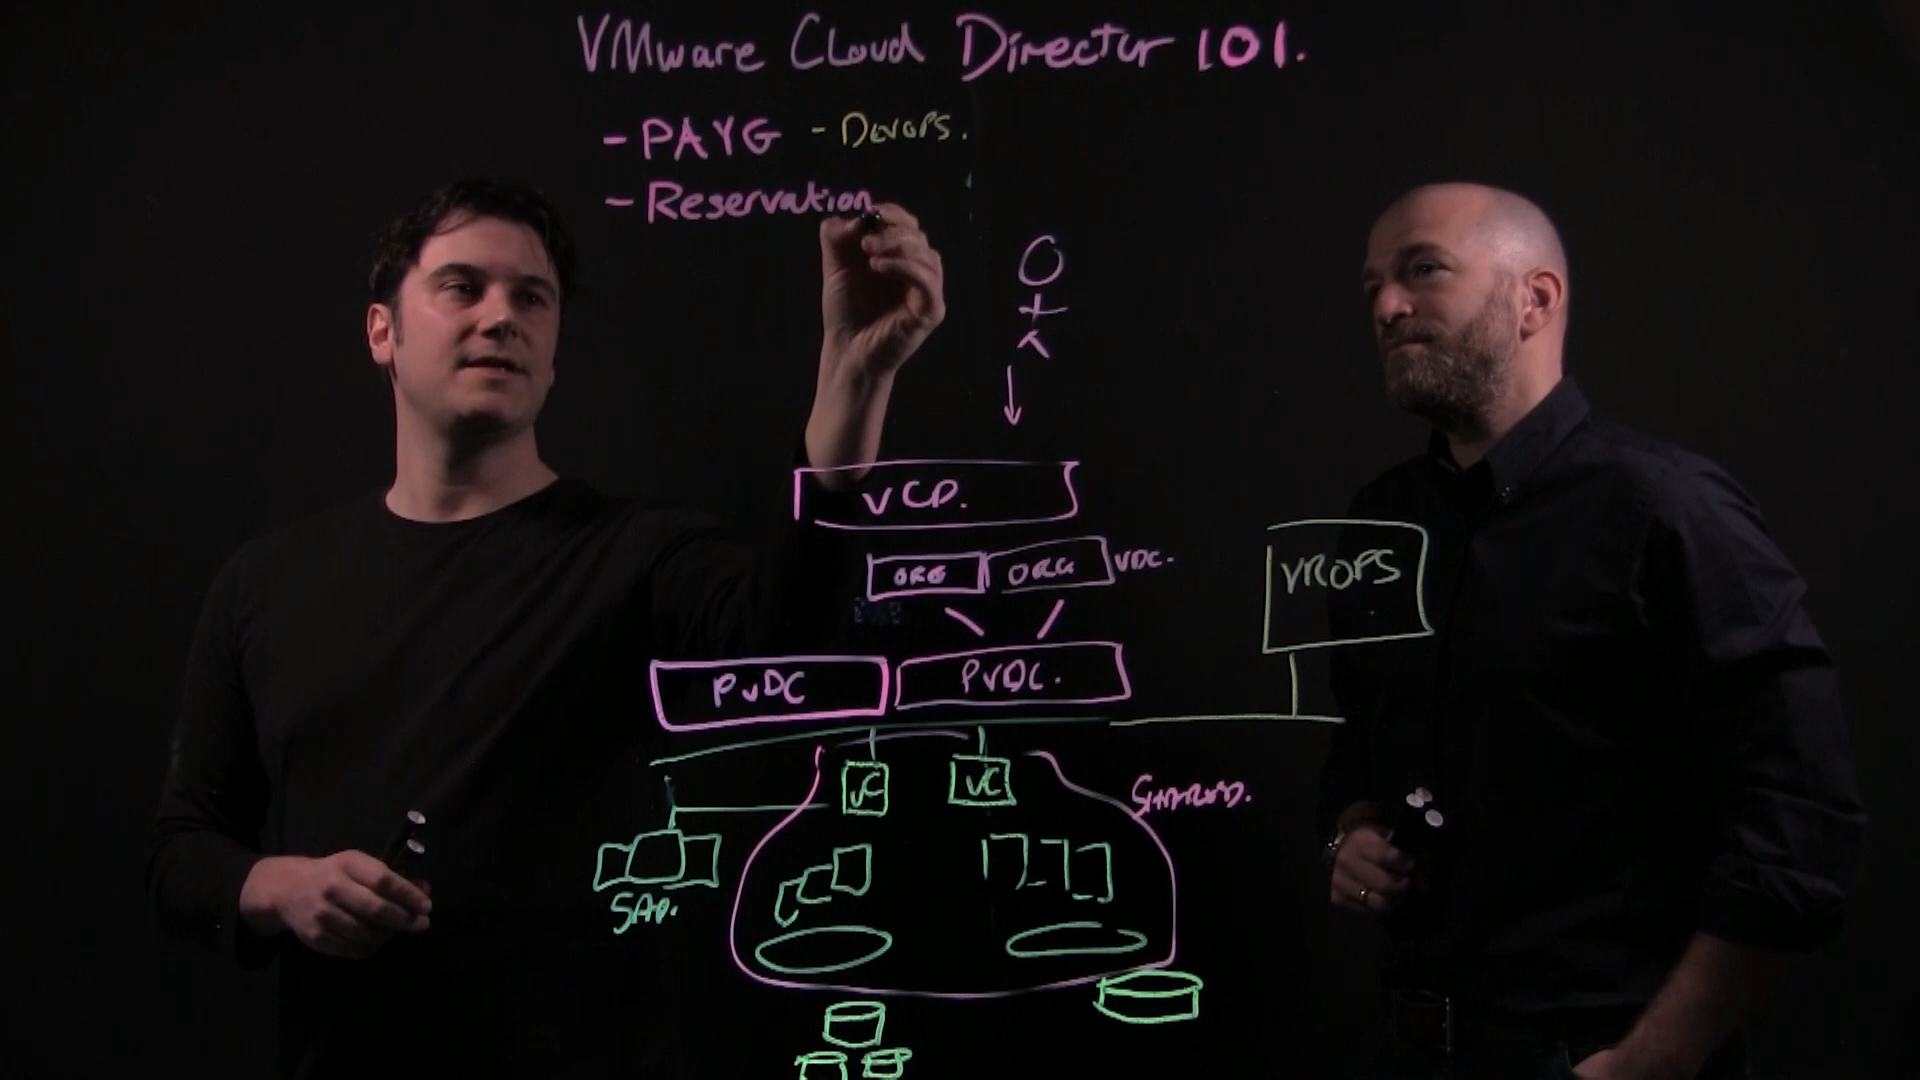 VMware Cloud Director 101.
- PAYG - DevOPS.
- Reservation
VCD.
ORG ORG VDC.
VROPS
PvDC PVDC.
VC VC
SHARED.
SAP.